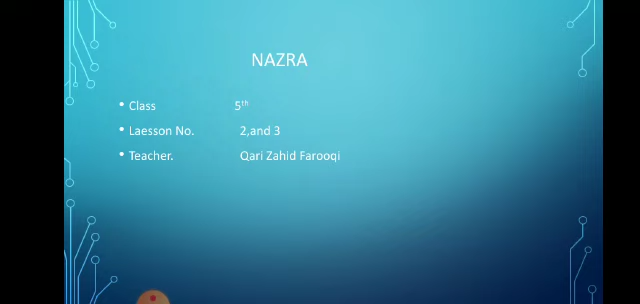 NAZRA
• Class 5th
• Laesson No. 2,and 3
• Teacher. Qari Zahid Farooqi